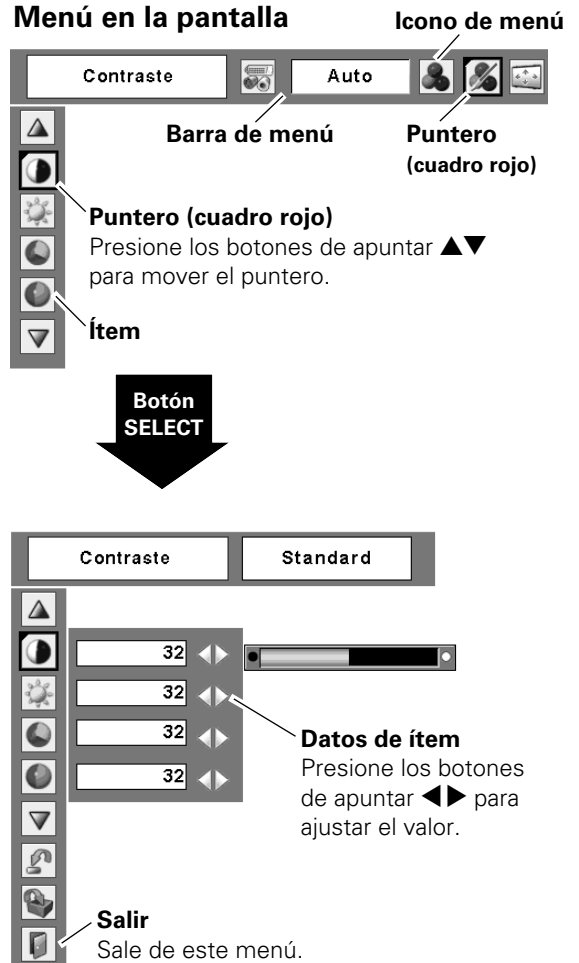 Menú en la pantalla
Icono de menú
Contraste
Auto
Barra de menú
Puntero
(cuadro rojo)
Puntero (cuadro rojo)
Presione los botones de apuntar ▲▼
para mover el puntero.
Ítem
Botón
SELECT
Contraste
Standard
32
32
32
32
Datos de ítem
Presione los botones
de apuntar ◀▶ para
ajustar el valor.
Salir
Sale de este menú.